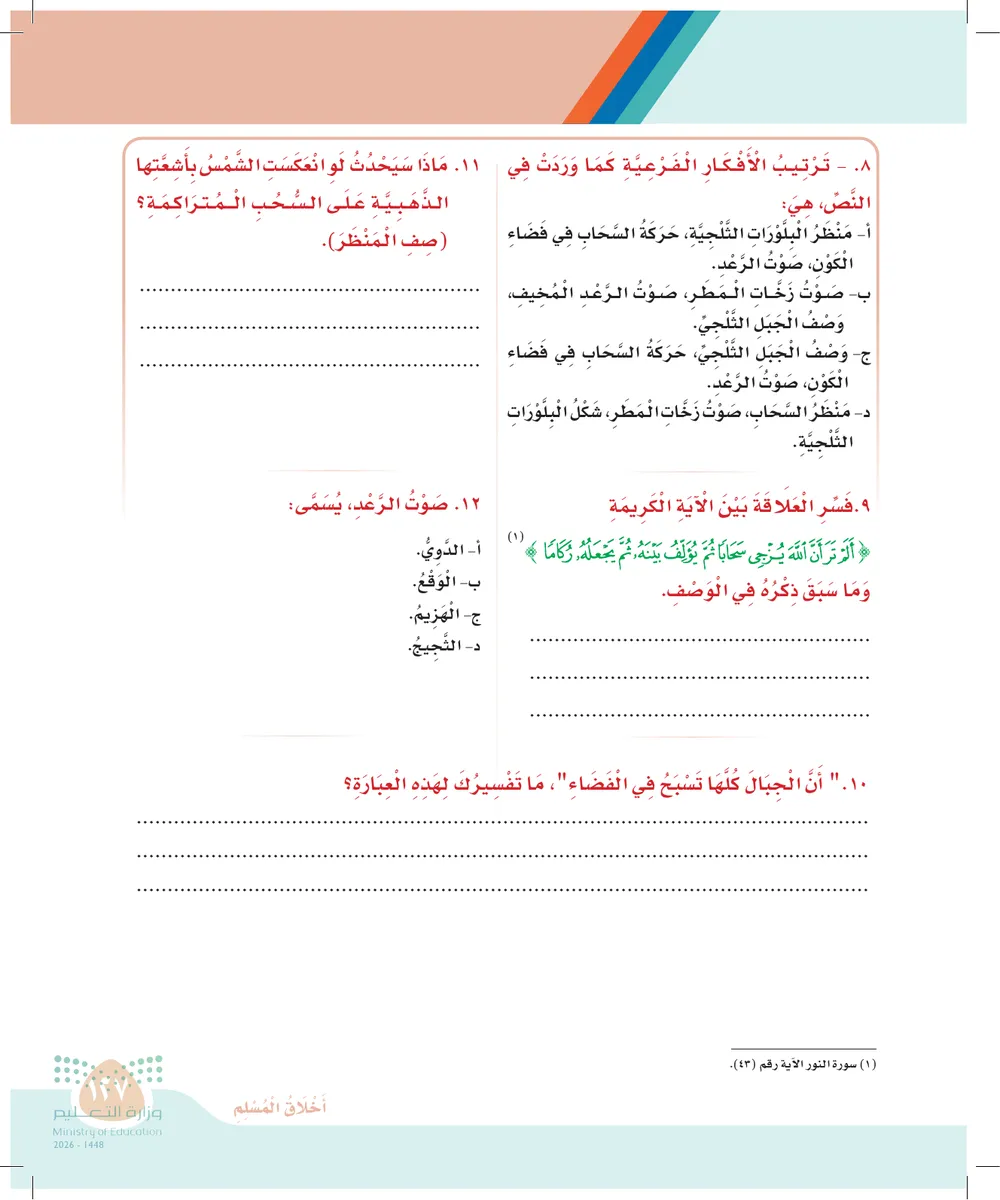 ٨. - تَرْتِيبُ الْأَفْكَارِ الْفَرْعِيَّةِ كَمَا وَرَدَتْ فِي
النَّصِّ، هِيَ:
أ- مَنْظَرُ الْبِلَّوْرَاتِ الثَّلْجِيَّةِ، حَرَكَةُ السَّحَابِ فِي فَضَاءِ
الْكَوْنِ، صَوْتُ الرَّعْدِ.
ب- صَوْتُ زَخَّاتِ الْمَطَرِ، صَوْتُ الرَّعْدِ الْمُخِيفِ،
وَصْفُ الْجَبَلِ الثَّلْجِيِّ.
ج- وَصْفُ الْجَبَلِ الثَّلْجِيِّ، حَرَكَةُ السَّحَابِ فِي فَضَاءِ
الْكَوْنِ، صَوْتُ الرَّعْدِ.
د- مَنْظَرُ السَّحَابِ، صَوْتُ زَخَّاتِ الْمَطَرِ، شَكْلُ الْبِلَّوْرَاتِ
الثَّلْجِيَّةِ.
٩.فَسِّرِ الْعَلَاقَةَ بَيْنَ الْآيَةِ الْكَرِيمَةِ
﴿ أَلَمْ تَرَ أَنَّ ٱللَّهَ يُزْجِى سَحَابًا ثُمَّ يُؤَلِّفُ بَيْنَهُۥ ثُمَّ يَجْعَلُهُۥ رُكَامًا ﴾ (١)
وَمَا سَبَقَ ذِكْرُهُ فِي الْوَصْفِ.
......................................................
......................................................
......................................................
١١. مَاذَا سَيَحْدُثُ لَوِ انْعَكَسَتِ الشَّمْسُ بِأَشِعَّتِها
الذَّهَبِيَّةِ عَلَى السُّحُبِ الْمُتَرَاكِمَةِ؟
(صِفِ الْمَنْظَرَ).
......................................................
......................................................
......................................................
١٢. صَوْتُ الرَّعْدِ، يُسَمَّى:
أ- الدَّوِيُّ.
ب- الْوَقْعُ.
ج- الْهَزِيمُ.
د- الثَّجِيجُ.
١٠." أَنَّ الْجِبَالَ كُلَّهَا تَسْبَحُ فِي الْفَضَاءِ"، مَا تَفْسِيرُكَ لِهَذِهِ الْعِبَارَةِ؟
......................................................
......................................................
......................................................
(١) سورة النور الآية رقم (٤٣).
أَخْلَاقُ الْمُسْلِمِ
١٤٧
وزارة التعـــليم
Ministry of Education
2026 - 1448